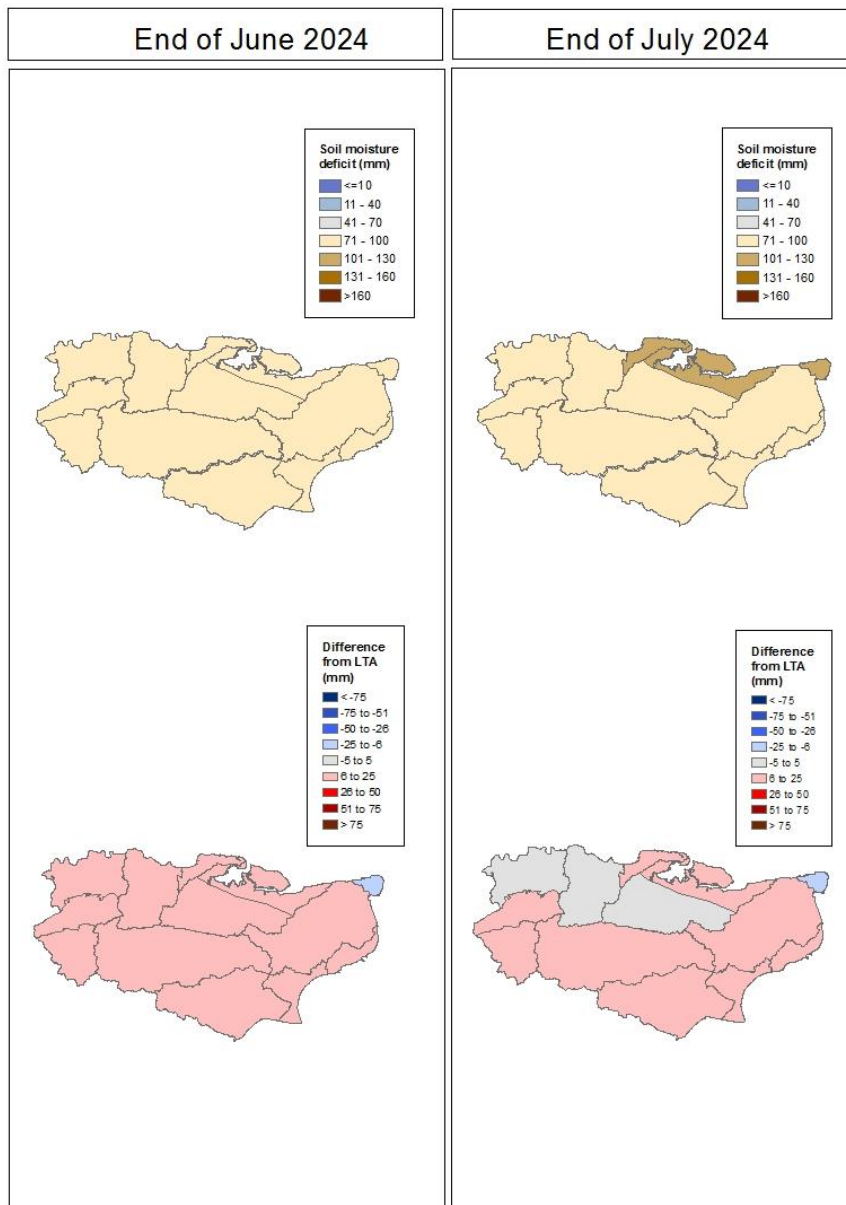 End of June 2024
End of July 2024
Soil moisture
deficit (mm)
<=10
11 - 40
41 - 70
71 - 100
101 - 130
131 - 160
>160
Soil moisture
deficit (mm)
<=10
11 - 40
41 - 70
71 - 100
101 - 130
131 - 160
>160
Difference
from LTA
(mm)
< -75
-75 to -51
-50 to -26
-25 to -6
-5 to 5
6 to 25
26 to 50
51 to 75
> 75
Difference
from LTA
(mm)
< -75
-75 to -51
-50 to -26
-25 to -6
-5 to 5
6 to 25
26 to 50
51 to 75
> 75